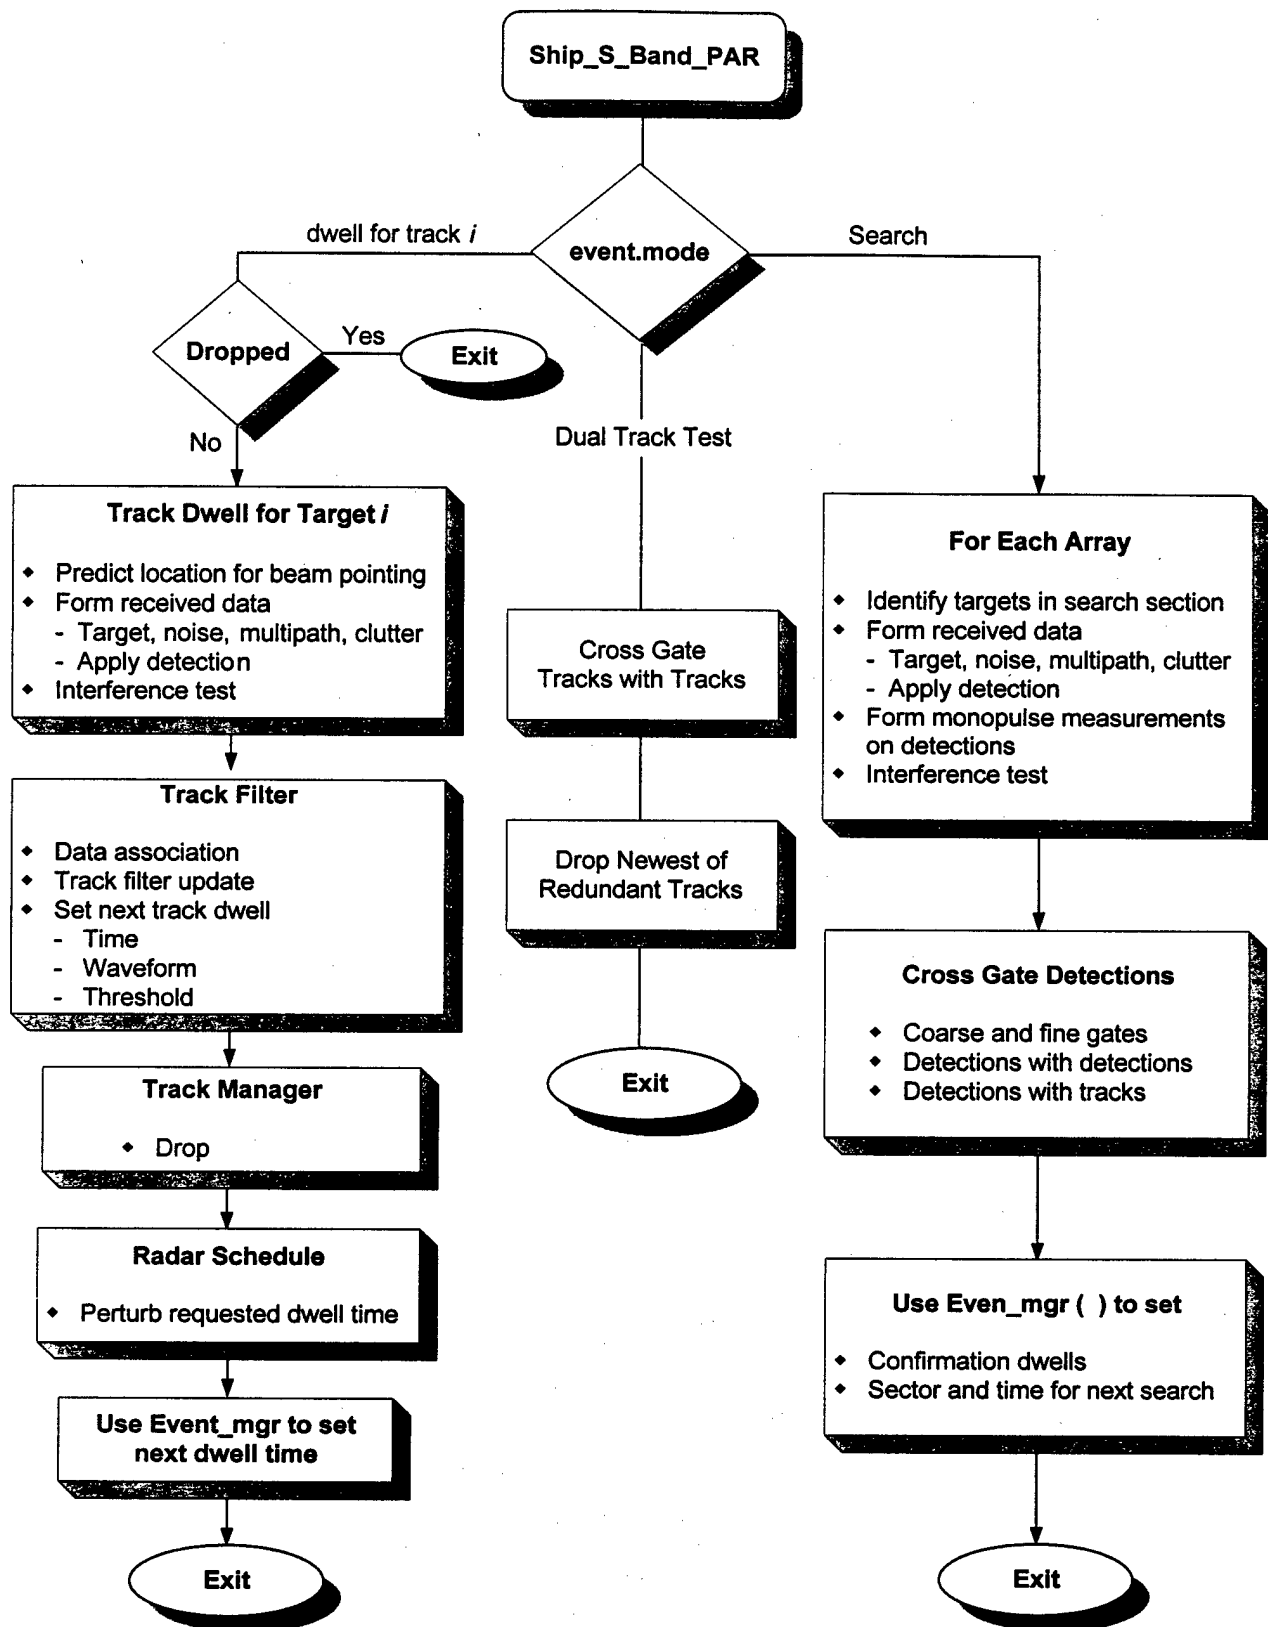 Ship_S_Band_PAR
event.mode
dwell for track i
Search
Dropped
Yes
Exit
No
Dual Track Test
Track Dwell for Target i
◆ Predict location for beam pointing
◆ Form received data
- Target, noise, multipath, clutter
- Apply detection
◆ Interference test
Track Filter
◆ Data association
◆ Track filter update
◆ Set next track dwell
- Time
- Waveform
- Threshold
Track Manager
◆ Drop
Radar Schedule
◆ Perturb requested dwell time
Use Event_mgr to set
next dwell time
Exit
Cross Gate
Tracks with Tracks
Drop Newest of
Redundant Tracks
Exit
For Each Array
◆ Identify targets in search section
◆ Form received data
- Target, noise, multipath, clutter
- Apply detection
◆ Form monopulse measurements
on detections
◆ Interference test
Cross Gate Detections
◆ Coarse and fine gates
◆ Detections with detections
◆ Detections with tracks
Use Even_mgr ( ) to set
◆ Confirmation dwells
◆ Sector and time for next search
Exit